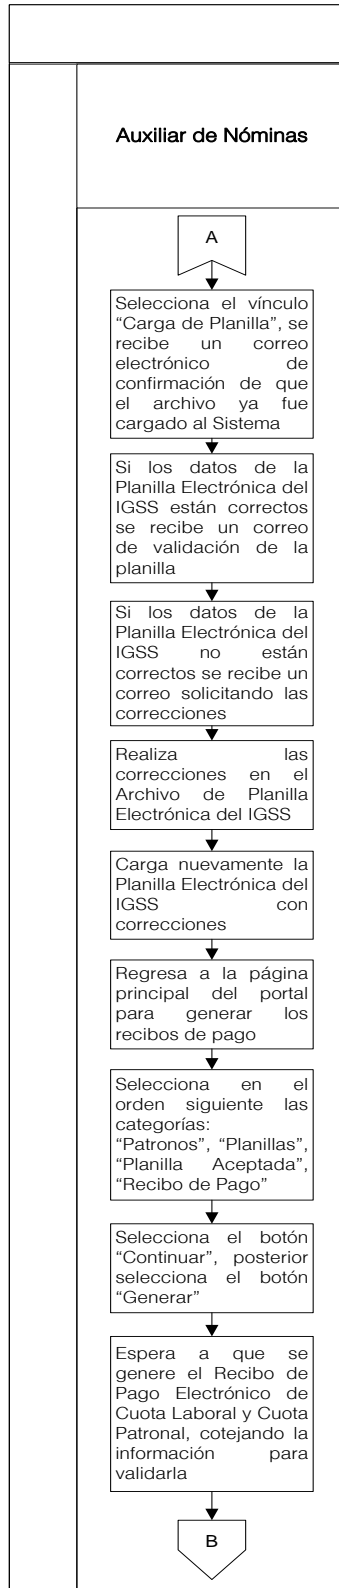 Auxiliar de Nóminas
A
Selecciona el vínculo
“Carga de Planilla”, se
recibe un correo
electrónico de
confirmación de que
el archivo ya fue
cargado al Sistema
Si los datos de la
Planilla Electrónica del
IGSS están correctos
se recibe un correo
de validación de la
planilla
Si los datos de la
Planilla Electrónica del
IGSS no están
correctos se recibe un
correo solicitando las
correcciones
Realiza las
correcciones en el
Archivo de Planilla
Electrónica del IGSS
Carga nuevamente la
Planilla Electrónica del
IGSS con
correcciones
Regresa a la página
principal del portal
para generar los
recibos de pago
Selecciona en el
orden siguiente las
categorías:
“Patronos”, “Planillas”,
“Planilla Aceptada”,
“Recibo de Pago”
Selecciona el botón
“Continuar”, posterior
selecciona el botón
“Generar”
Espera a que se
genere el Recibo de
Pago Electrónico de
Cuota Laboral y Cuota
Patronal, cotejando la
información para
validarla
B